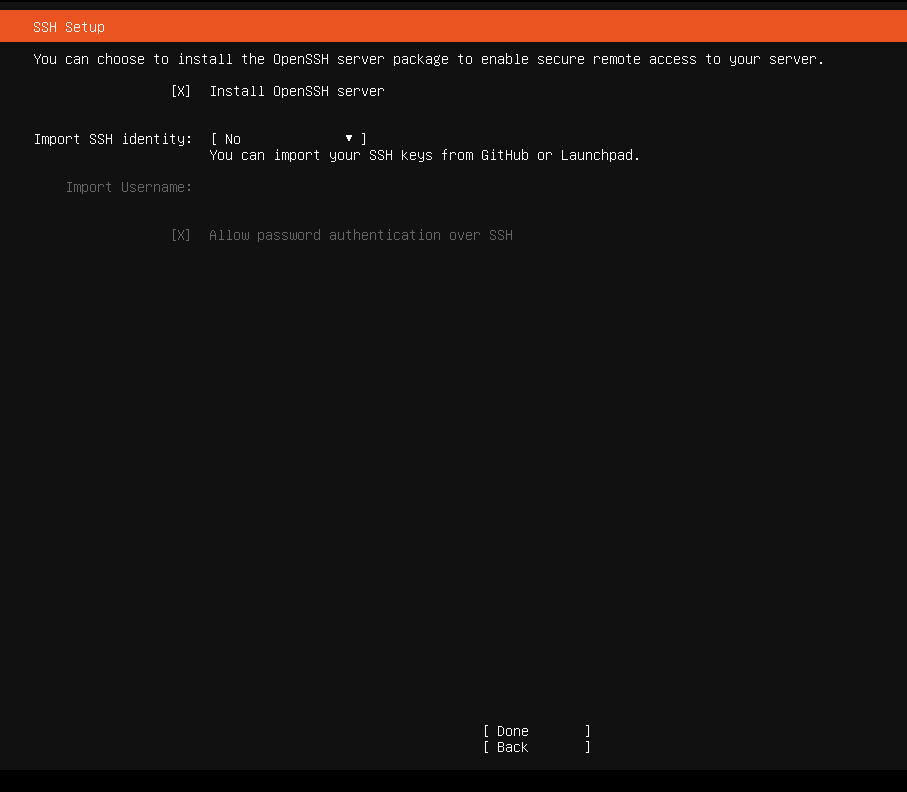 SSH Setup
You can choose to install the OpenSSH server package to enable secure remote access to your server.
[X] Install OpenSSH server
Import SSH identity: [ No ▾ ]
You can import your SSH keys from GitHub or Launchpad.
Import Username:
[X] Allow password authentication over SSH
[ Done ]
[ Back ]